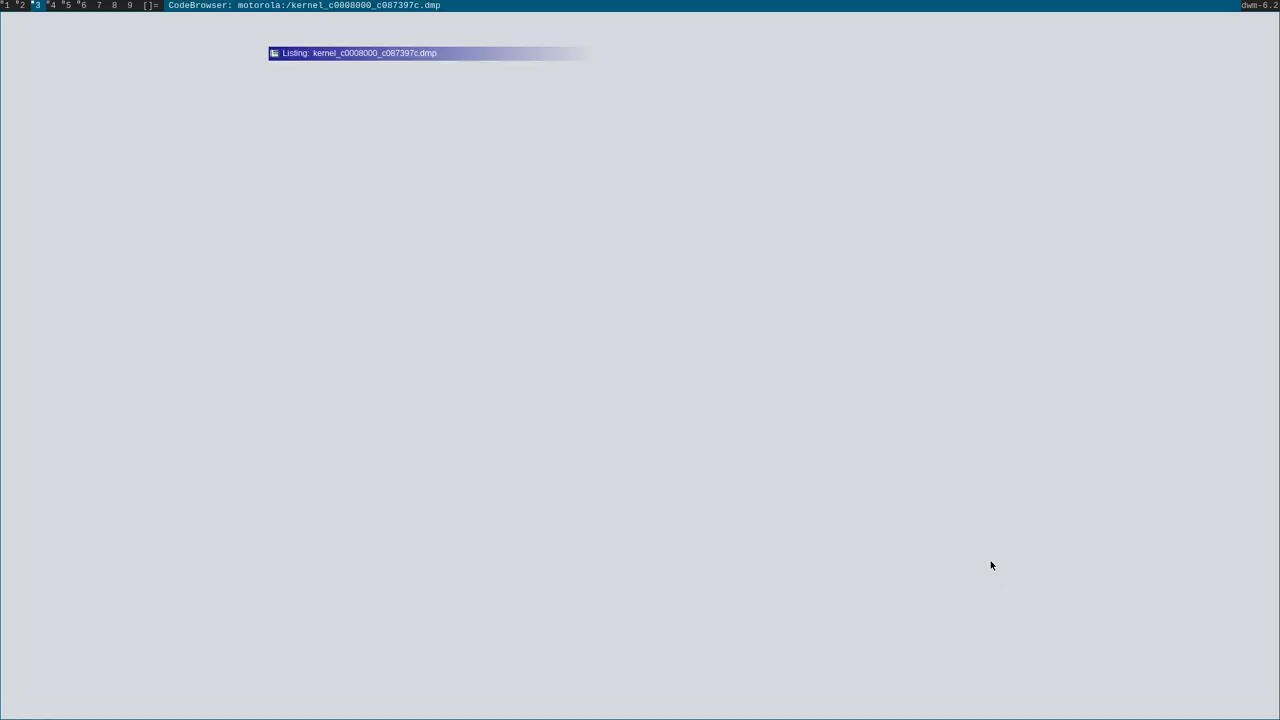 1 2 3 4 5 6 7 8 9 []= CodeBrowser: motorola:/kernel_c0008000_c087397c.dmp dwm-6.2
Listing: kernel_c0008000_c087397c.dmp